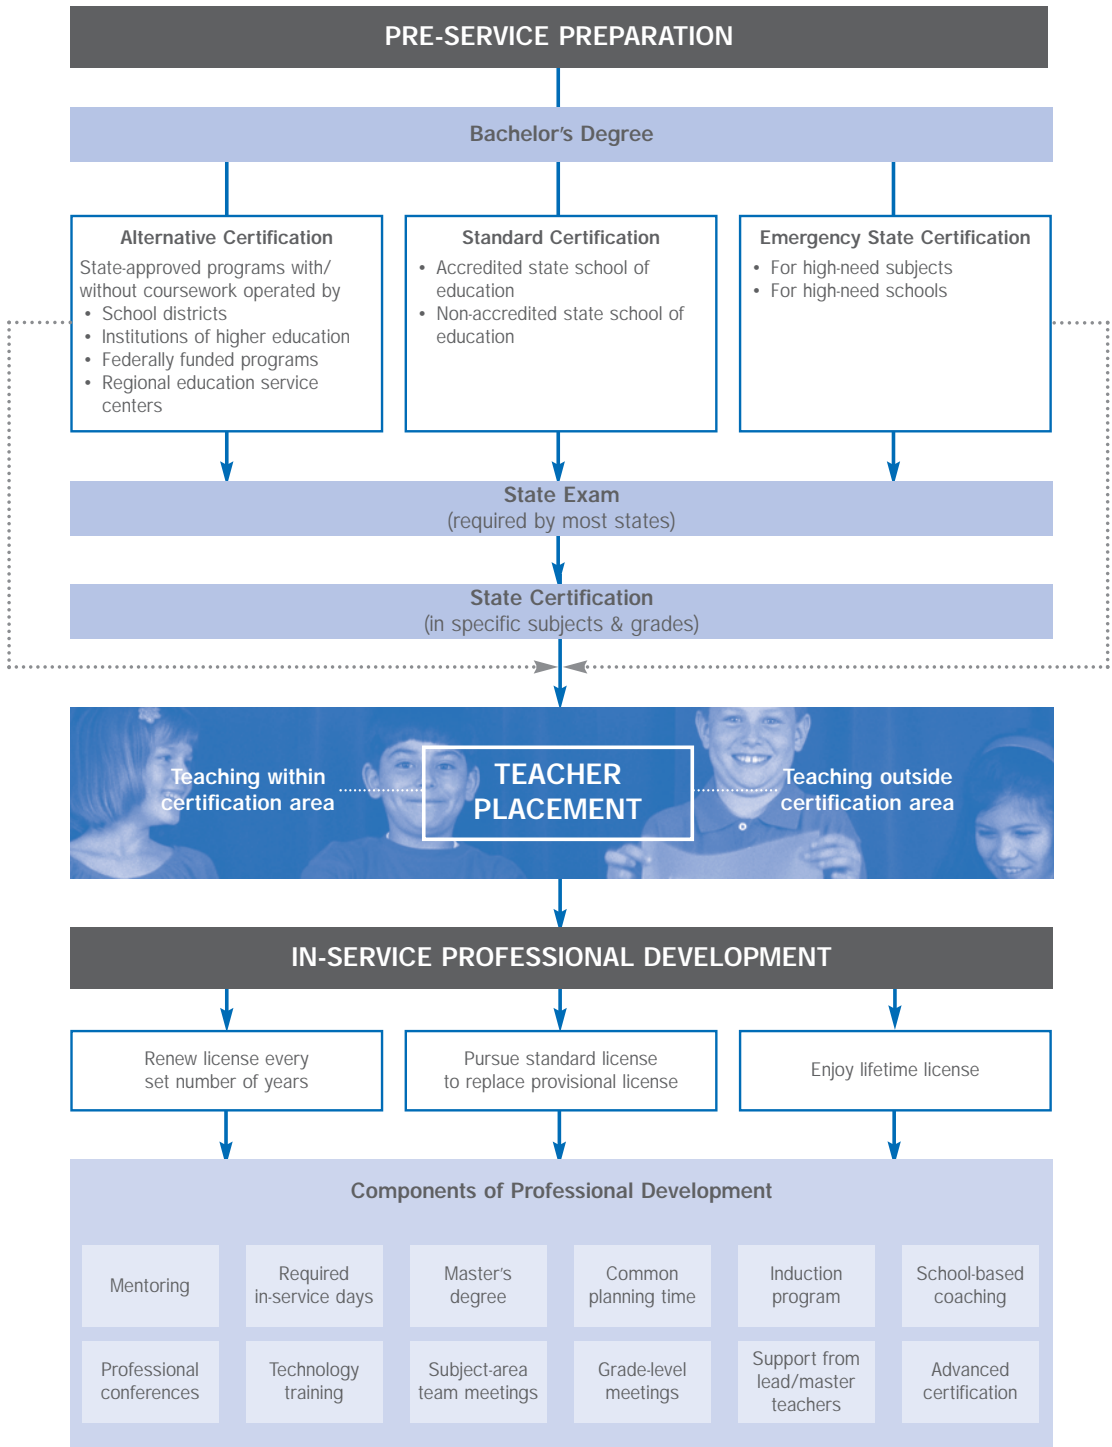 PRE-SERVICE PREPARATION
Bachelor's Degree
Alternative Certification
State-approved programs with/
without coursework operated by
• School districts
• Institutions of higher education
• Federally funded programs
• Regional education service
centers
Standard Certification
• Accredited state school of
education
• Non-accredited state school of
education
Emergency State Certification
• For high-need subjects
• For high-need schools
State Exam
(required by most states)
State Certification
(in specific subjects & grades)
Teaching within
certification area
TEACHER
PLACEMENT
Teaching outside
certification area
IN-SERVICE PROFESSIONAL DEVELOPMENT
Renew license every
set number of years
Pursue standard license
to replace provisional license
Enjoy lifetime license
Components of Professional Development
Mentoring
Required
in-service days
Master's
degree
Common
planning time
Induction
program
School-based
coaching
Professional
conferences
Technology
training
Subject-area
team meetings
Grade-level
meetings
Support from
lead/master
teachers
Advanced
certification